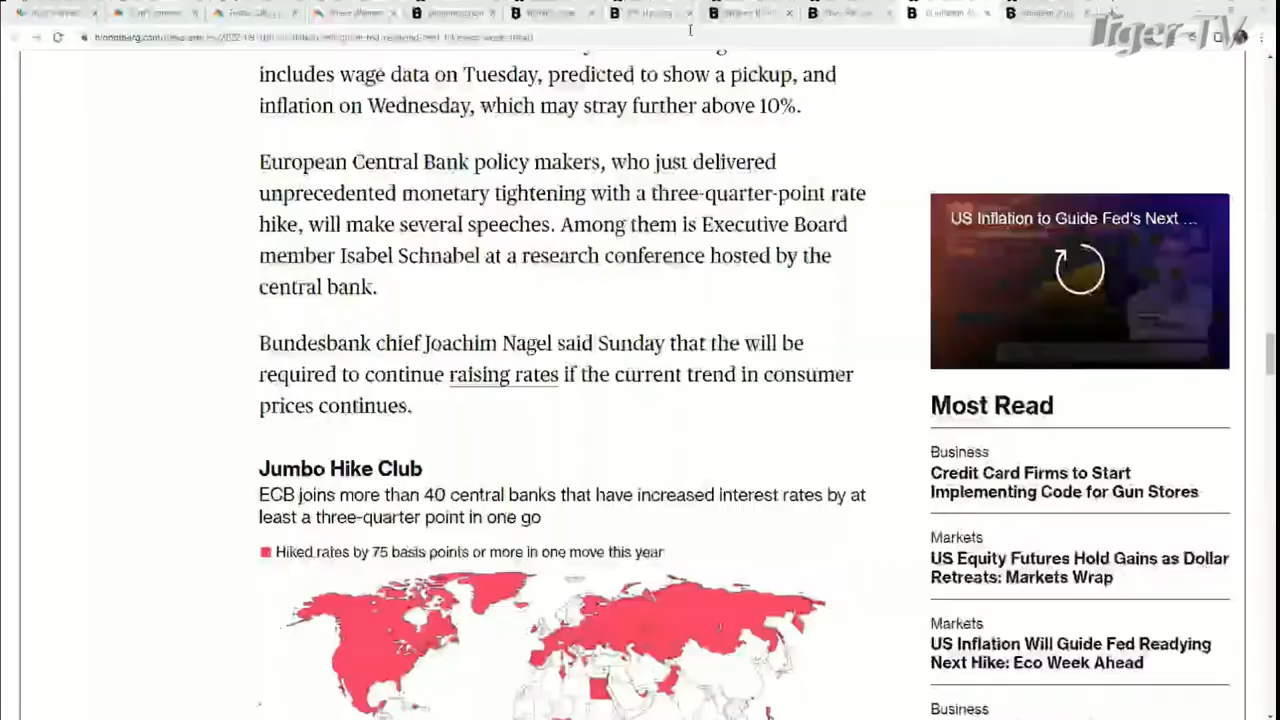 Tiger-TV
includes wage data on Tuesday, predicted to show a pickup, and
inflation on Wednesday, which may stray further above 10%.
European Central Bank policy makers, who just delivered
unprecedented monetary tightening with a three-quarter-point rate
hike, will make several speeches. Among them is Executive Board
member Isabel Schnabel at a research conference hosted by the
central bank.
Bundesbank chief Joachim Nagel said Sunday that the will be
required to continue raising rates if the current trend in consumer
prices continues.
Jumbo Hike Club
ECB joins more than 40 central banks that have increased interest rates by at
least a three-quarter point in one go
Hiked rates by 75 basis points or more in one move this year
US Inflation to Guide Fed's Next ...
Most Read
Business
Credit Card Firms to Start
Implementing Code for Gun Stores
Markets
US Equity Futures Hold Gains as Dollar
Retreats: Markets Wrap
Markets
US Inflation Will Guide Fed Readying
Next Hike: Eco Week Ahead
Business